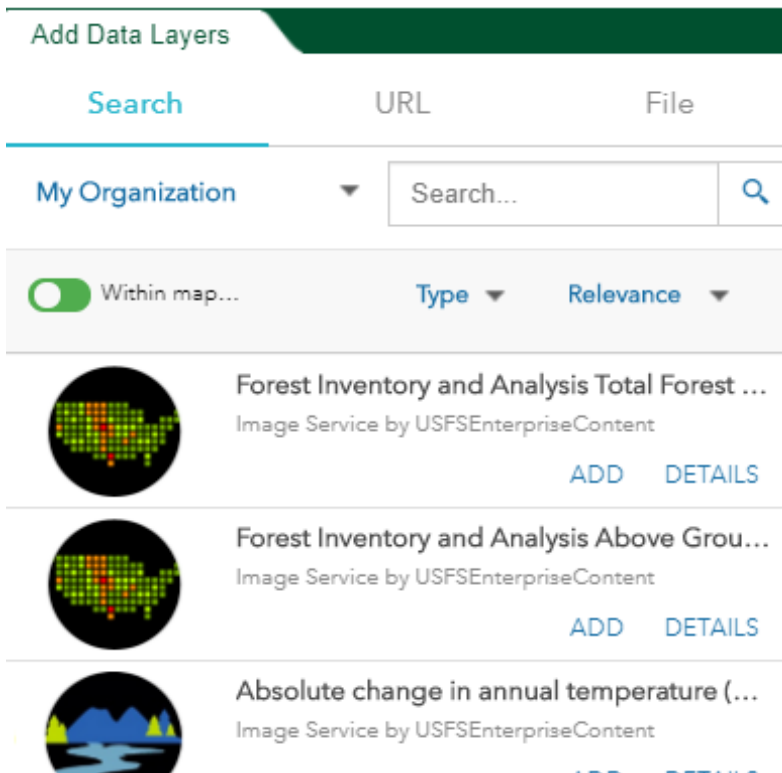 Add Data Layers
Search URL File
My Organization Search...
Within map... Type Relevance
Forest Inventory and Analysis Total Forest ...
Image Service by USFSEnterpriseContent
ADD DETAILS
Forest Inventory and Analysis Above Grou...
Image Service by USFSEnterpriseContent
ADD DETAILS
Absolute change in annual temperature (...
Image Service by USFSEnterpriseContent
ADD DETAILS